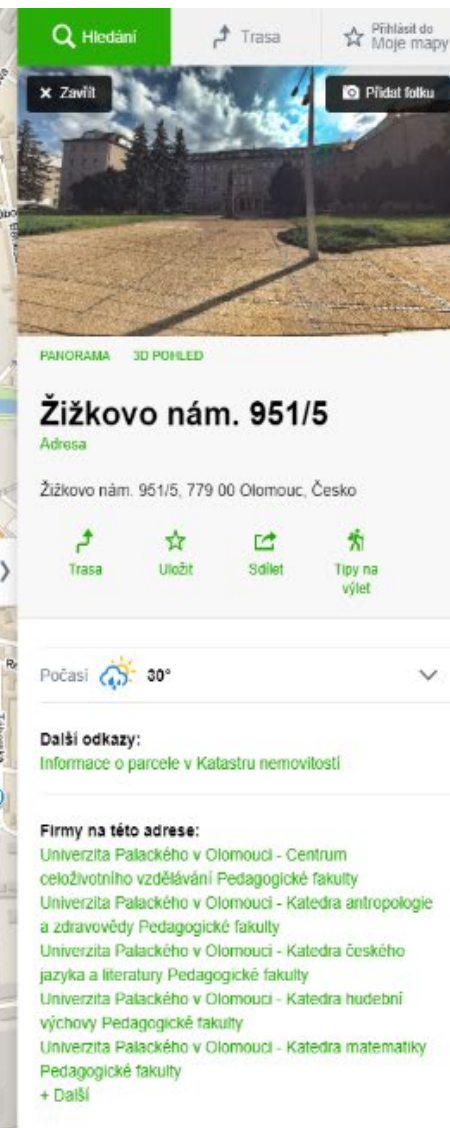 Hledání
Trasa
Přihlásit do
Moje mapy
× Zavřít
Přidat fotku
PANORAMA 3D POHLED
Žižkovo nám. 951/5
Adresa
Žižkovo nám. 951/5, 779 00 Olomouc, Česko
Trasa
Uložit
Sdílet
Tipy na
výlet
Počasí 30°
Další odkazy:
Informace o parcele v Katastru nemovitostí
Firmy na této adrese:
Univerzita Palackého v Olomouci - Centrum
celoživotního vzdělávání Pedagogické fakulty
Univerzita Palackého v Olomouci - Katedra antropologie
a zdravovědy Pedagogické fakulty
Univerzita Palackého v Olomouci - Katedra českého
jazyka a literatury Pedagogické fakulty
Univerzita Palackého v Olomouci - Katedra hudební
výchovy Pedagogické fakulty
Univerzita Palackého v Olomouci - Katedra matematiky
Pedagogické fakulty
+ Další